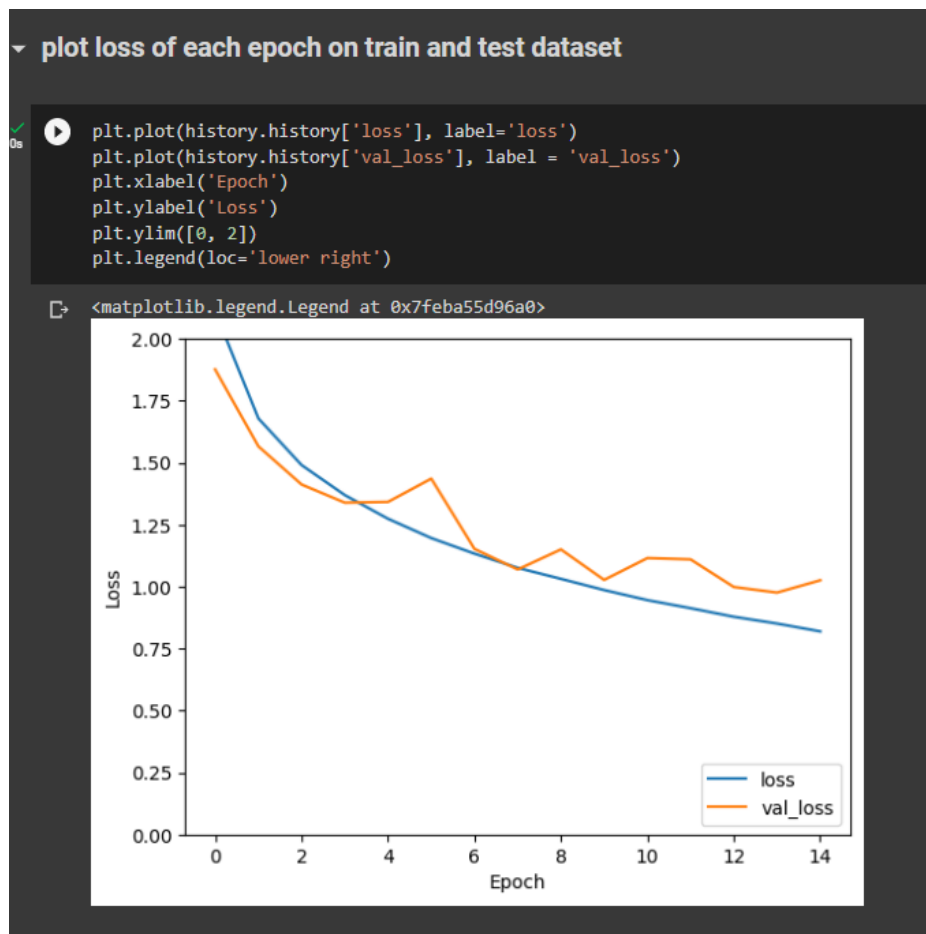 plot loss of each epoch on train and test dataset
0s
plt.plot(history.history['loss'], label='loss')
plt.plot(history.history['val_loss'], label = 'val_loss')
plt.xlabel('Epoch')
plt.ylabel('Loss')
plt.ylim([0, 2])
plt.legend(loc='lower right')
<matplotlib.legend.Legend at 0x7feba55d96a0>
2.00
1.75
1.50
1.25
1.00
0.75
0.50
0.25
0.00
Loss
loss
val_loss
0 2 4 6 8 10 12 14
Epoch